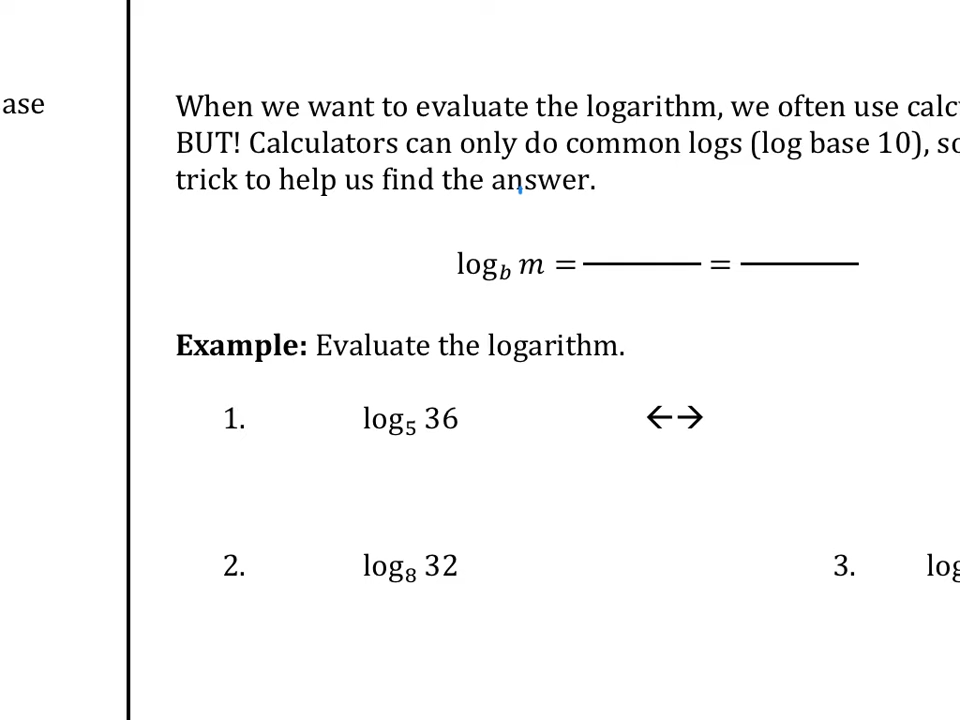 ase
When we want to evaluate the logarithm, we often use calc
BUT! Calculators can only do common logs (log base 10), so
trick to help us find the answer.
log_b m = ———— = ————
Example: Evaluate the logarithm.
1. log₅ 36 ←→
2. log₈ 32 3. log